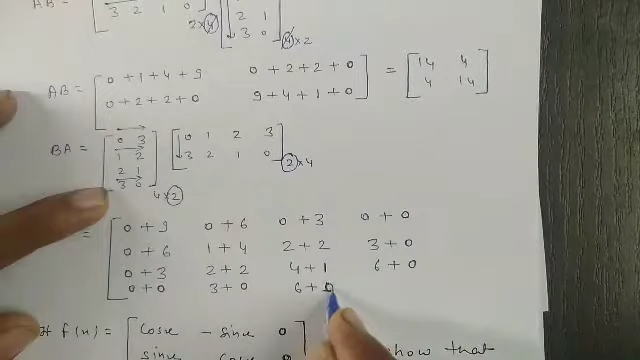 AB =
3 2 1 0 2×4 2 1
3 0 4×2
AB = [ 0+1+4+9 0+2+2+0 ] = [ 14 4 ]
[ 0+2+2+0 9+4+1+0 ] [ 4 14 ]
BA = [ 0 3 ] [ 0 1 2 3 ]
[ 1 2 ] [ 3 2 1 0 ] 2×4
[ 2 1 ]
[ 3 0 ] 4×2
= [ 0+9 0+6 0+3 0+0
0+6 1+4 2+2 3+0
0+3 2+2 4+1 6+0
0+0 3+0 6+0
If f(x) = [ Cosx - sinx 0 ]
sinx Cosx 0 show that